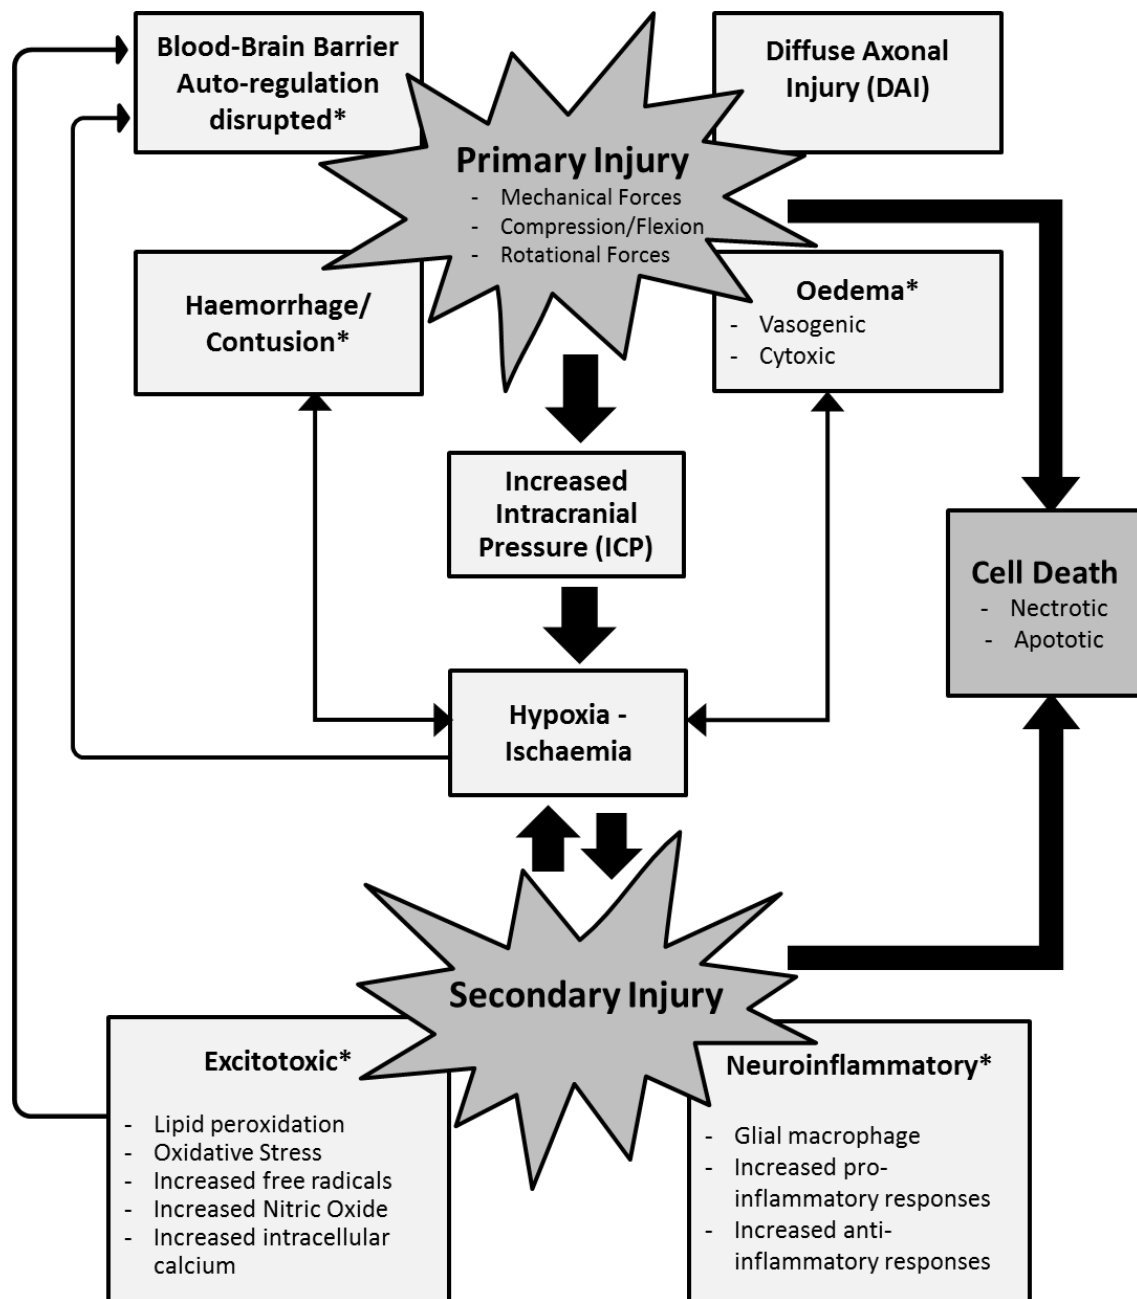 Blood-Brain Barrier
Auto-regulation
disrupted*
Diffuse Axonal
Injury (DAI)
Primary Injury
- Mechanical Forces
- Compression/Flexion
- Rotational Forces
Haemorrhage/
Contusion*
Oedema*
- Vasogenic
- Cytoxic
Increased
Intracranial
Pressure (ICP)
Cell Death
- Nectrotic
- Apototic
Hypoxia -
Ischaemia
Secondary Injury
Excitotoxic*
- Lipid peroxidation
- Oxidative Stress
- Increased free radicals
- Increased Nitric Oxide
- Increased intracellular
calcium
Neuroinflammatory*
- Glial macrophage
- Increased pro-
inflammatory responses
- Increased anti-
inflammatory responses